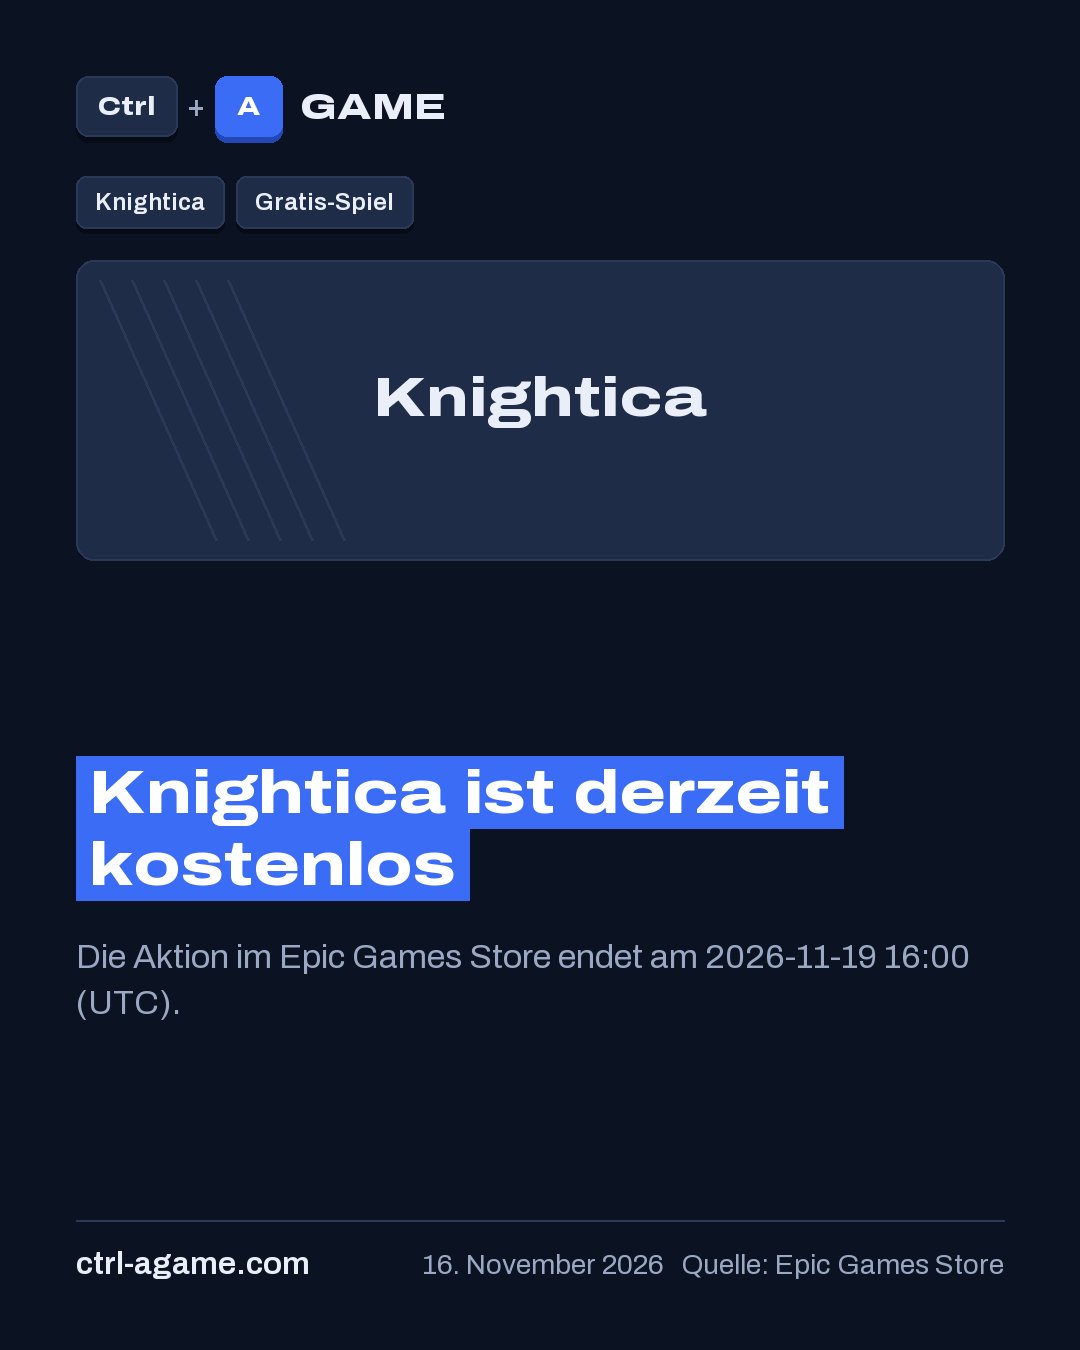 Ctrl + A GAME
Knightica Gratis-Spiel
Knightica
Knightica ist derzeit
kostenlos
Die Aktion im Epic Games Store endet am 2026-11-19 16:00
(UTC).
ctrl-agame.com 16. November 2026 Quelle: Epic Games Store